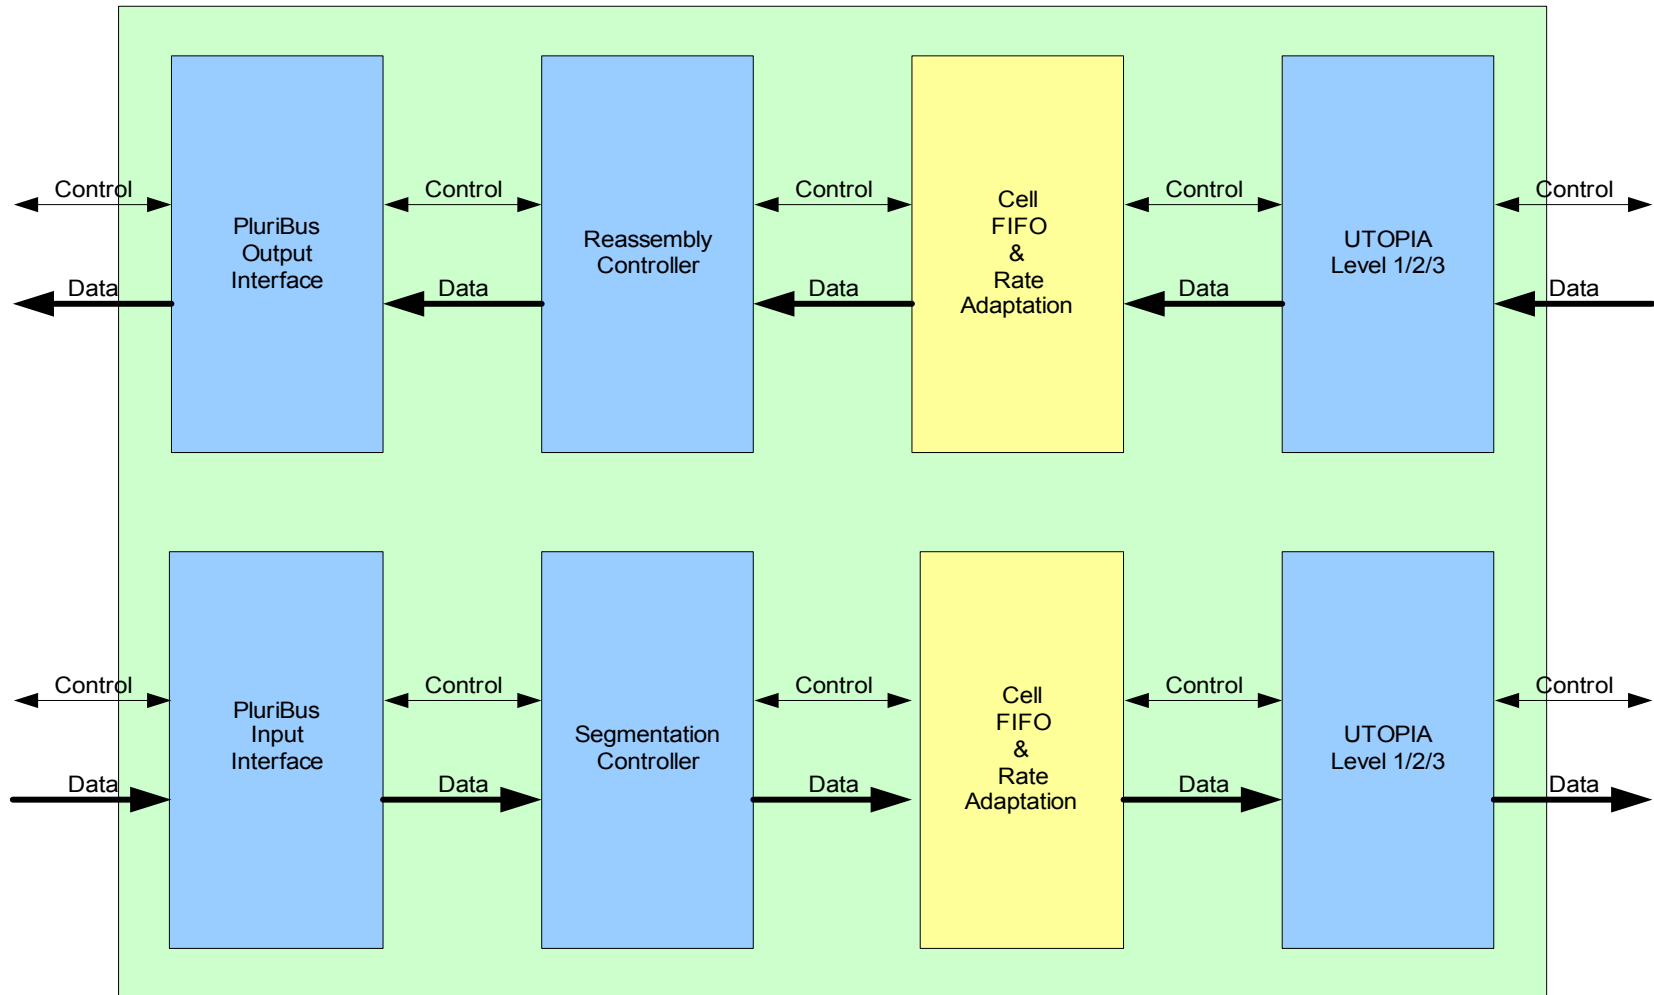 Control
Control
Control
Control
Control
PluriBus
Output
Interface
Reassembly
Controller
Cell
FIFO
&
Rate
Adaptation
UTOPIA
Level 1/2/3
Data
Data
Data
Data
Data
Control
Control
Control
Control
Control
PluriBus
Input
Interface
Segmentation
Controller
Cell
FIFO
&
Rate
Adaptation
UTOPIA
Level 1/2/3
Data
Data
Data
Data
Data